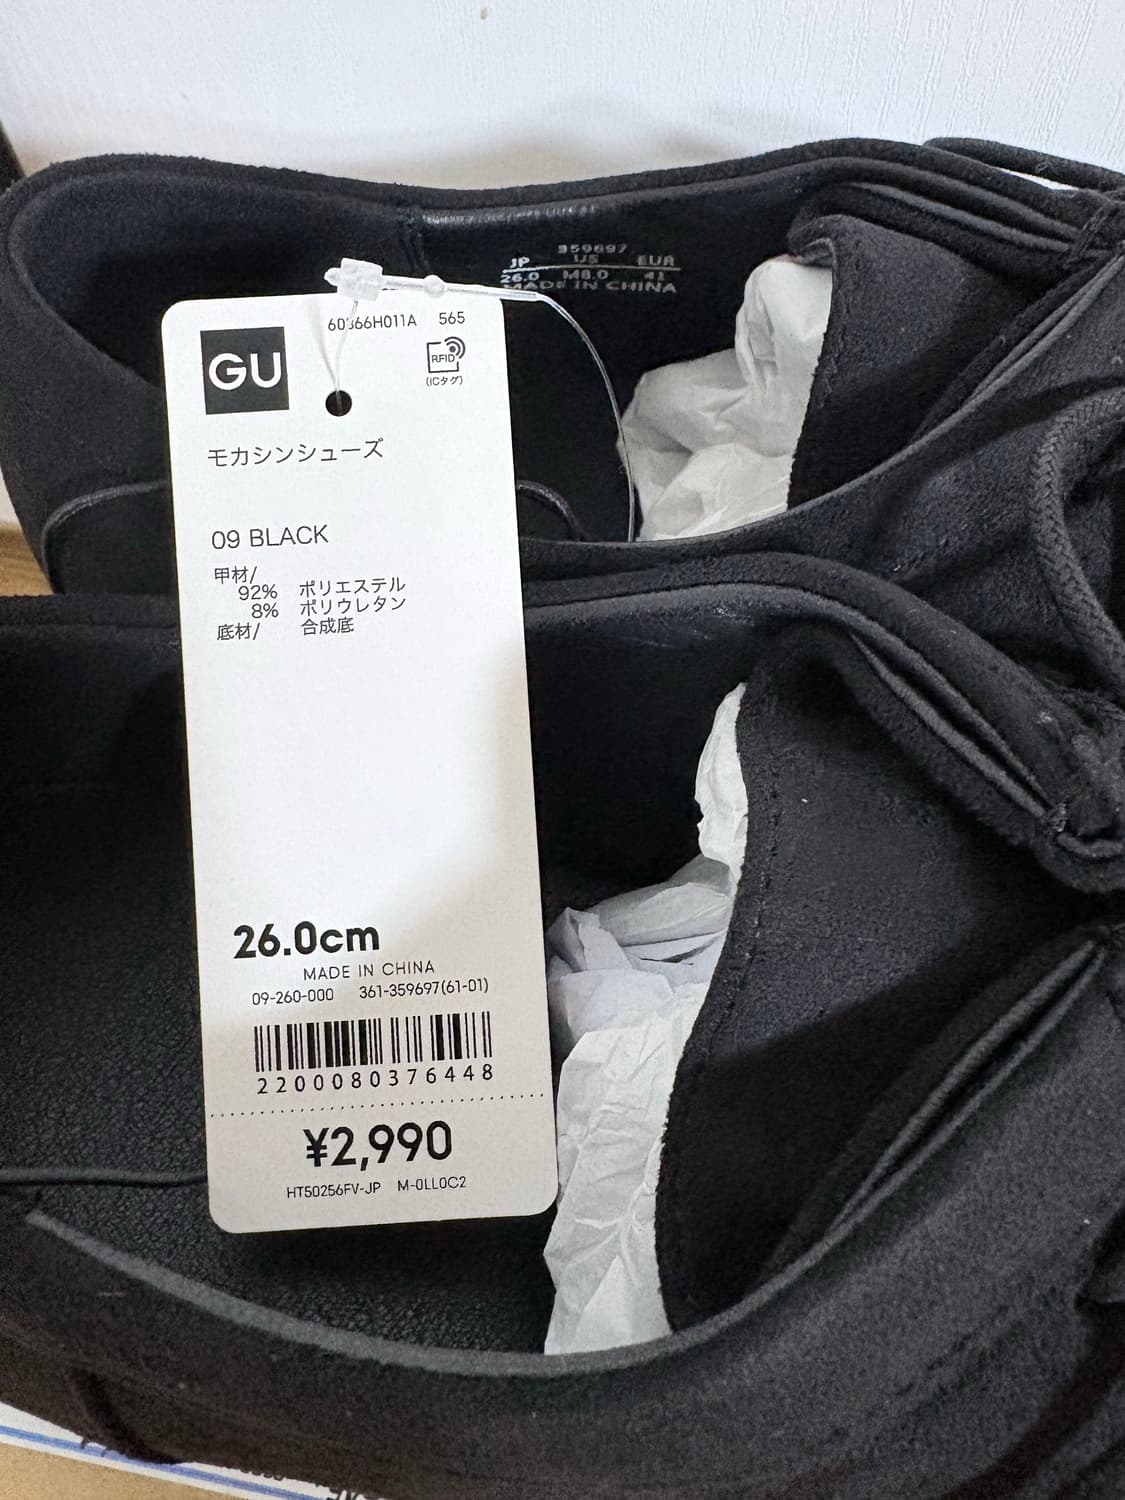 359697
JP US EUR
26.0 M8.0 41
MADE IN CHINA
60366H011A 565
GU
RFID
(ICタグ)
モカシンシューズ
09 BLACK
甲材/
92% ポリエステル
8% ポリウレタン
底材/ 合成底
26.0cm
MADE IN CHINA
09-260-000 361-359697(61-01)
2200080376448
¥2,990
HT50256FV-JP M-0LL0C2